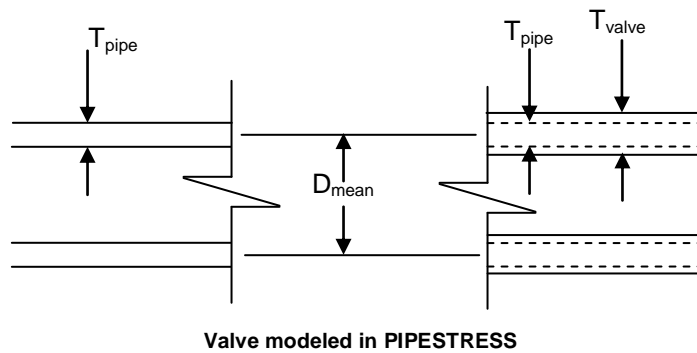 T_pipe
T_pipe
T_valve
D_mean
Valve modeled in PIPESTRESS